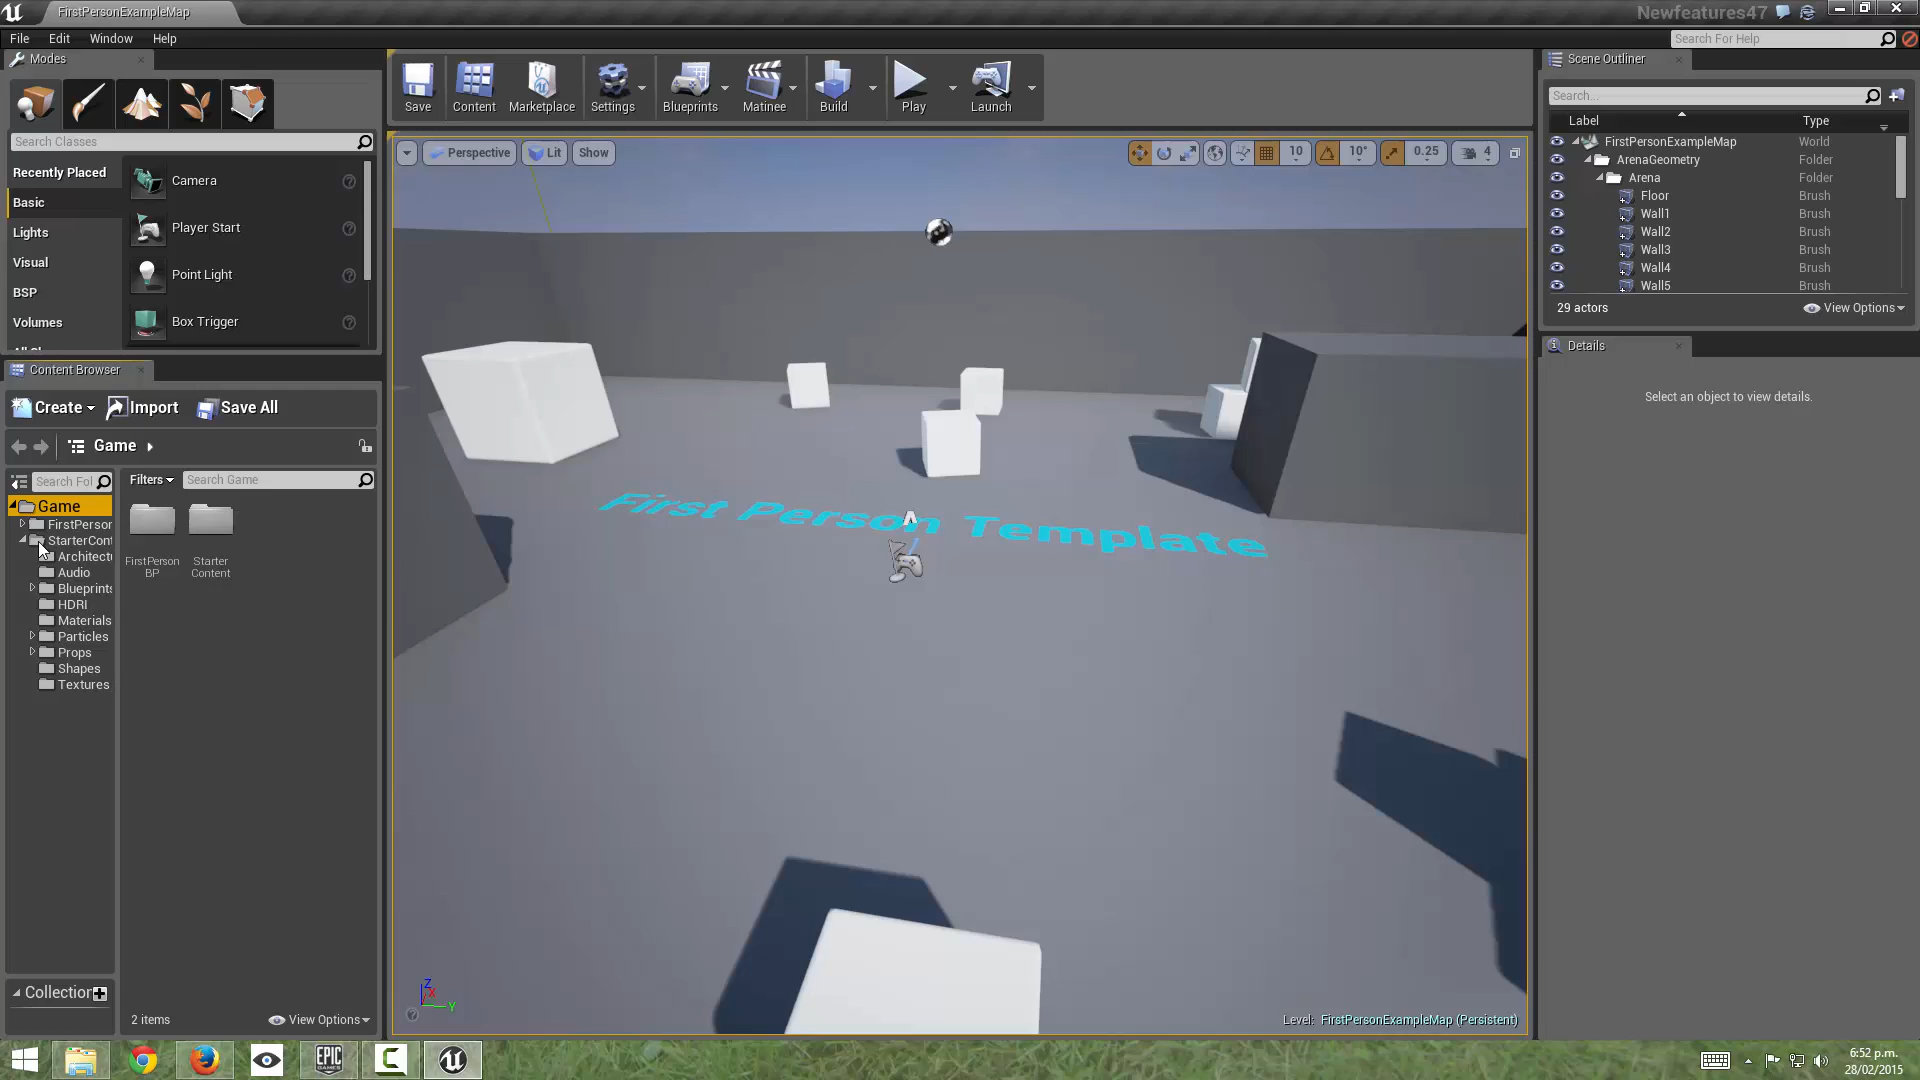 FirstPersonExampleMap
Newfeatures47
File Edit Window Help
Search For Help
Modes
Search Classes
Recently Placed
Basic
Lights
Visual
BSP
Volumes
Camera
Player Start
Point Light
Box Trigger
Save
Content
Marketplace
Settings
Blueprints
Matinee
Build
Play
Launch
Perspective
Lit
Show
10
10°
0.25
4
First Person Template
Z
X
Y
Level: FirstPersonExampleMap (Persistent)
Content Browser
Create
Import
Save All
Game
Search Fol
Filters
Search Game
Game
FirstPerson
StarterCont
Architectu
Audio
Blueprints
HDRI
Materials
Particles
Props
Shapes
Textures
FirstPerson
BP
Starter
Content
Collection
2 items
View Options
Scene Outliner
Search...
Label Type
FirstPersonExampleMap World
ArenaGeometry Folder
Arena Folder
Floor Brush
Wall1 Brush
Wall2 Brush
Wall3 Brush
Wall4 Brush
Wall5 Brush
29 actors
View Options
Details
Select an object to view details.
EPIC
GAMES
6:52 p.m.
28/02/2015